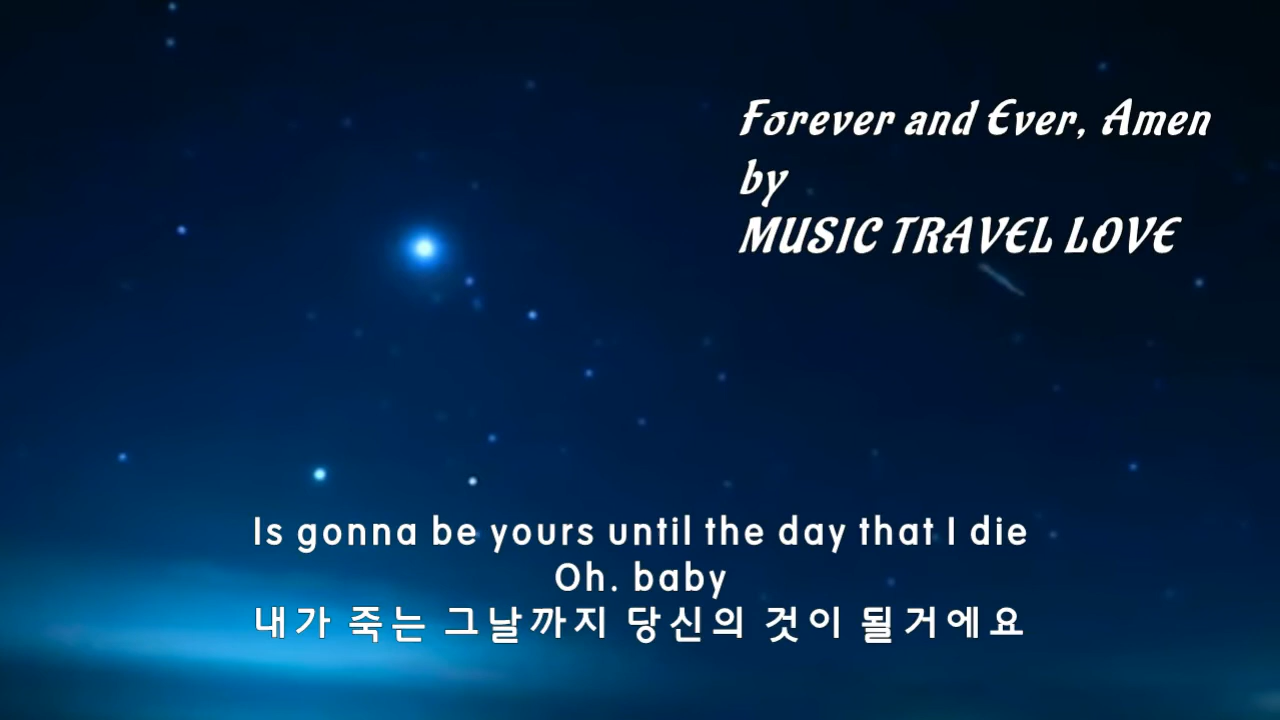 Forever and Ever, Amen
by
MUSIC TRAVEL LOVE
Is gonna be yours until the day that I die
Oh. baby
내가 죽는 그날까지 당신의 것이 될거에요